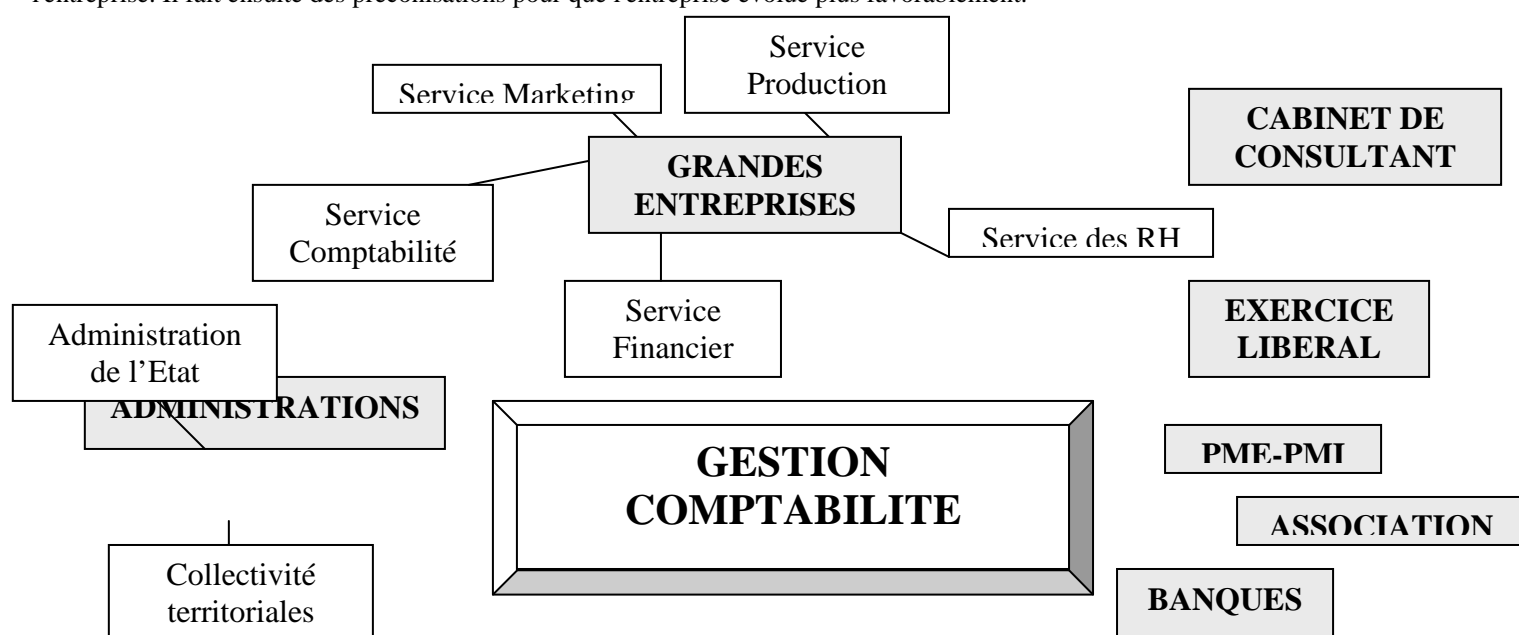 l'entreprise. Il fait ensuite des préconisations pour que l'entreprise évolue plus favorablement.
Service
Production
Service Marketing
CABINET DE
CONSULTANT
GRANDES
ENTREPRISES
Service
Comptabilité
Service des RH
Service
Financier
EXERCICE
LIBERAL
Administration
de l’Etat
ADMINISTRATIONS
GESTION
COMPTABILITE
PME-PMI
ASSOCIATION
Collectivité
territoriales
BANQUES